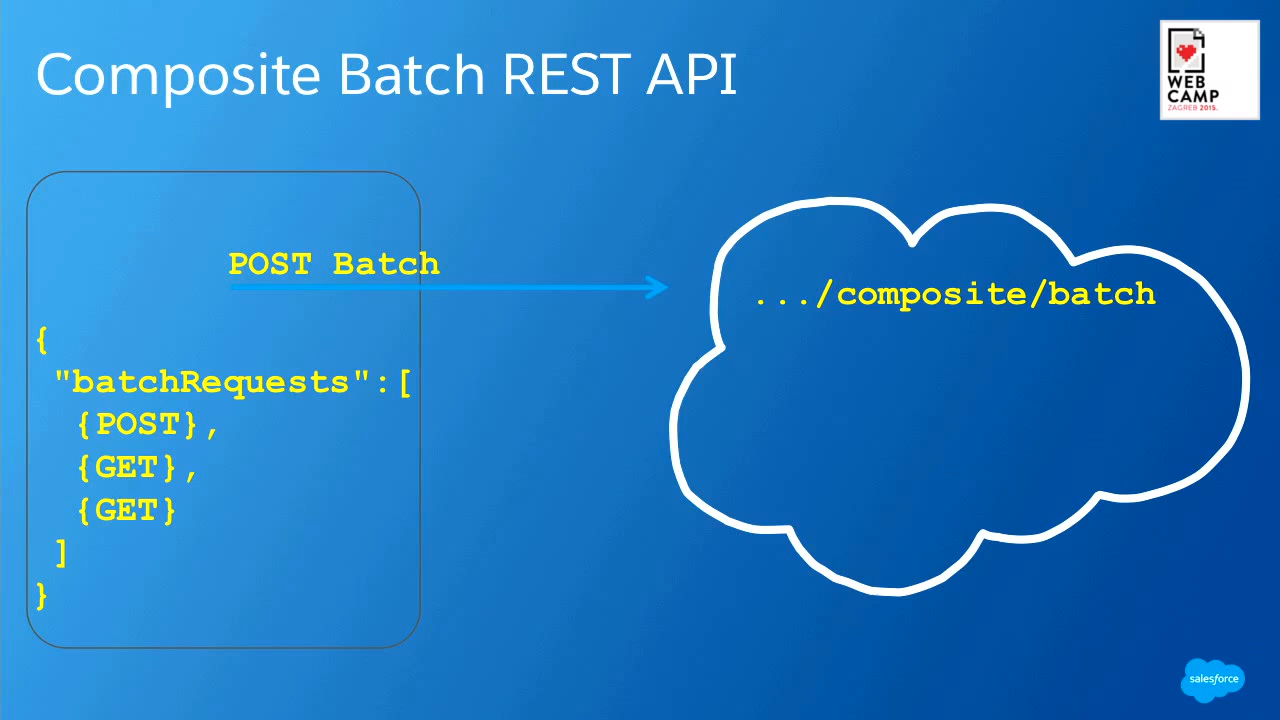 Composite Batch REST API
WEB
CAMP
ZAGREB 2015.
POST Batch
.../composite/batch
{
"batchRequests":[
{POST},
{GET},
{GET}
]
}
salesforce